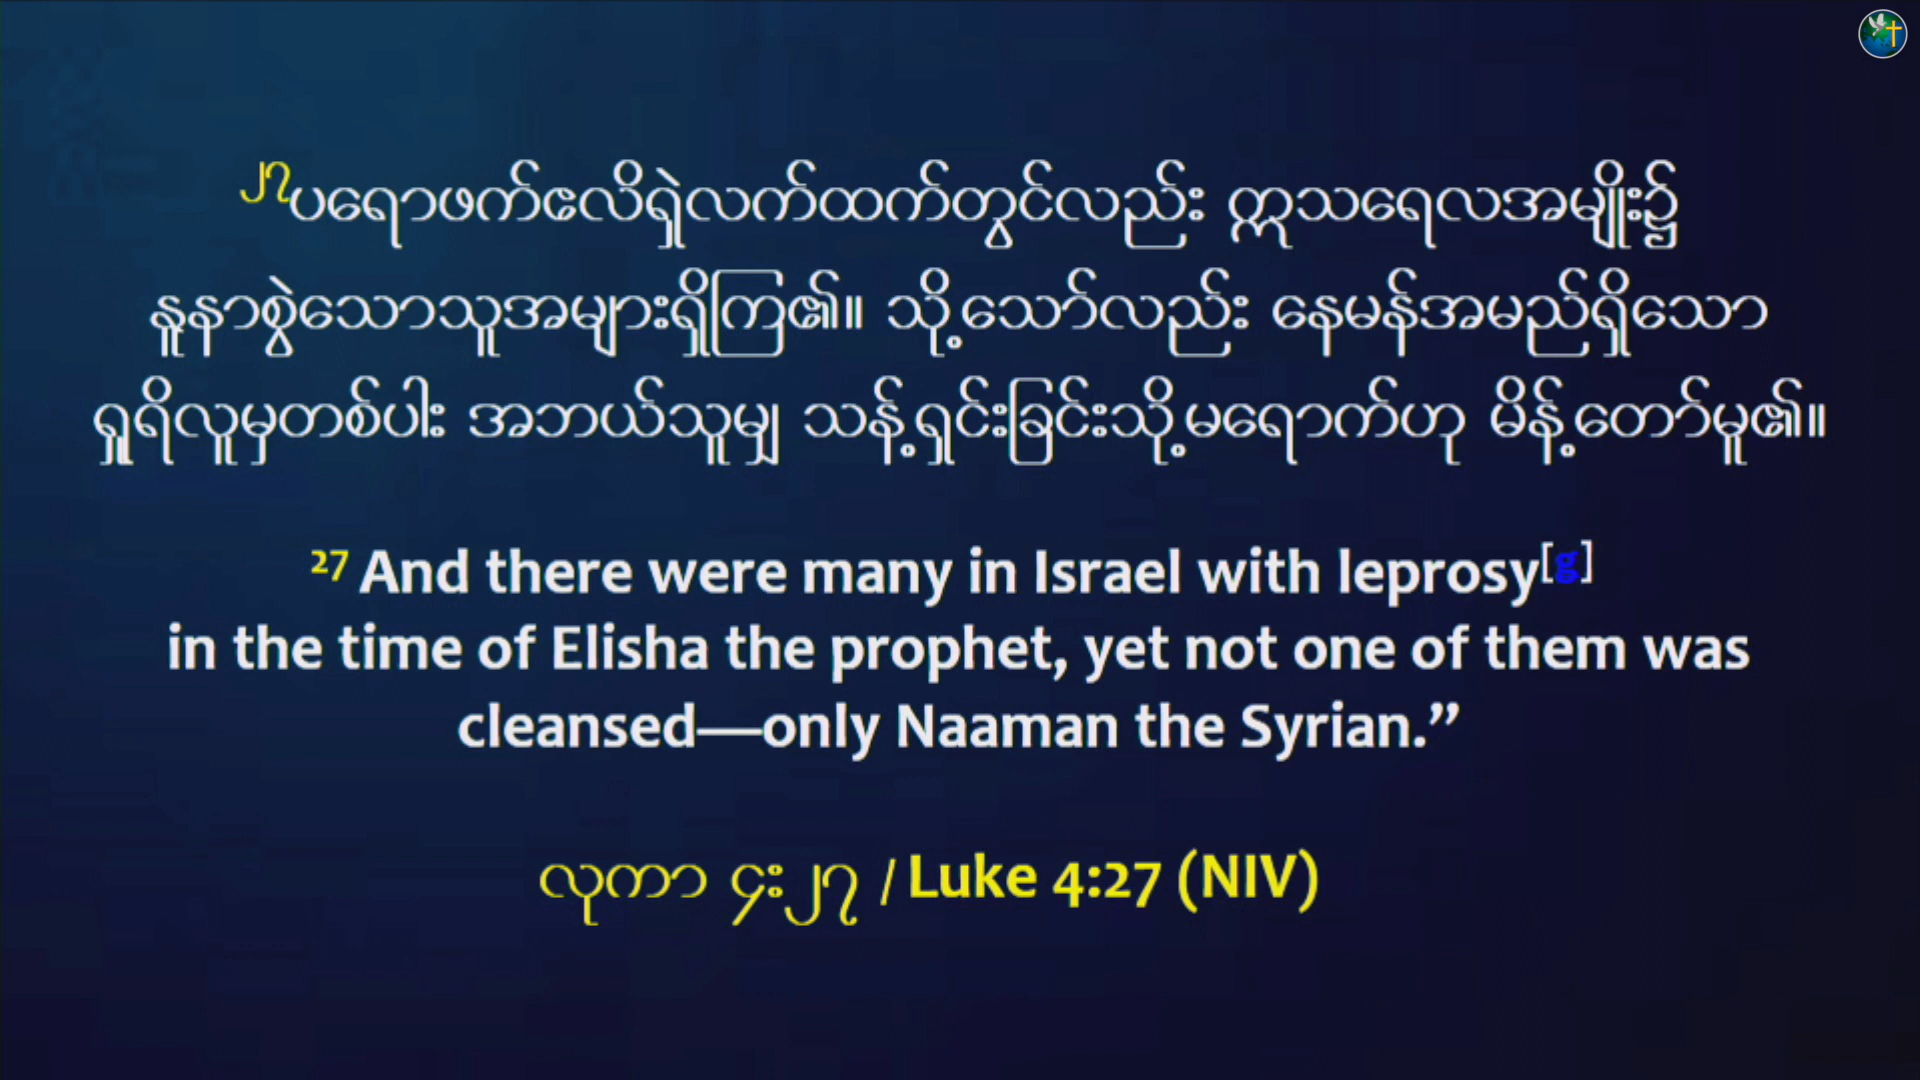 ၂၇ပရောဖက်ဧလိရှဲလက်ထက်တွင်လည်း ဣသရေလအမျိုး၌
နူနာစွဲသောသူအများရှိကြ၏။ သို့သော်လည်း နေမန်အမည်ရှိသော
ရှုရိလူမှတစ်ပါး အဘယ်သူမျှ သန့်ရှင်းခြင်းသို့မရောက်ဟု မိန့်တော်မူ၏။
27 And there were many in Israel with leprosy[g]
in the time of Elisha the prophet, yet not one of them was
cleansed—only Naaman the Syrian.”
လုကာ ၄း၂၇ / Luke 4:27 (NIV)